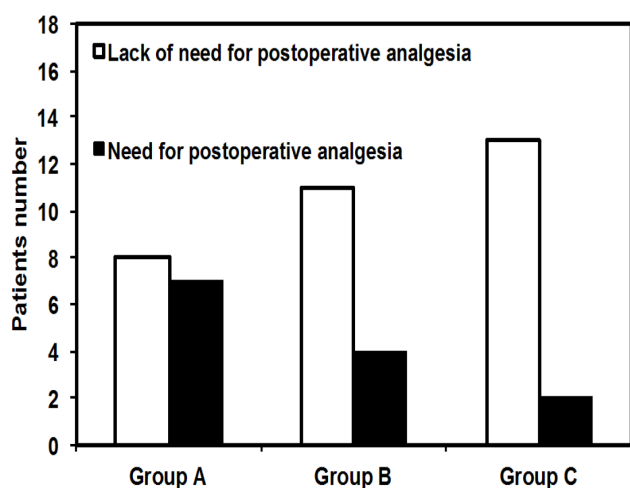 18
16
14
12
10
8
6
4
2
0
Patients number
Lack of need for postoperative analgesia
Need for postoperative analgesia
Group A
Group B
Group C